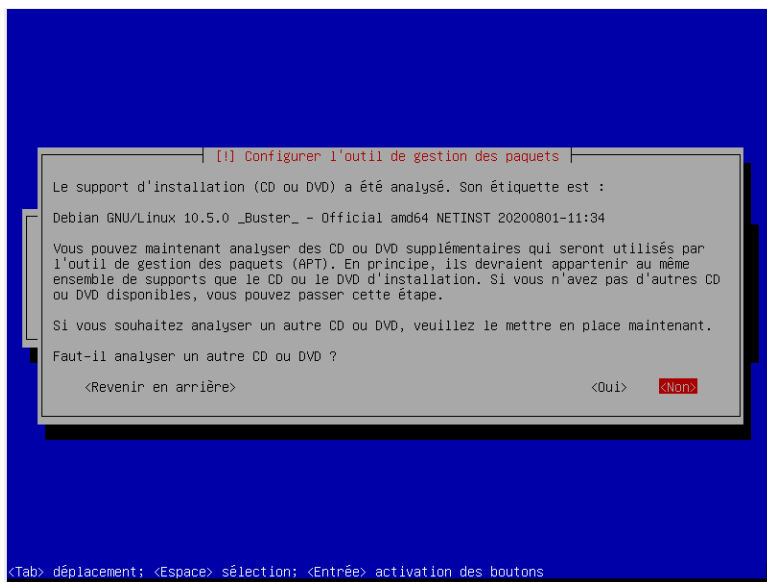 [!] Configurer l'outil de gestion des paquets
Le support d'installation (CD ou DVD) a été analysé. Son étiquette est :
Debian GNU/Linux 10.5.0 _Buster_ - Official amd64 NETINST 20200801-11:34
Vous pouvez maintenant analyser des CD ou DVD supplémentaires qui seront utilisés par
l'outil de gestion des paquets (APT). En principe, ils devraient appartenir au même
ensemble de supports que le CD ou le DVD d'installation. Si vous n'avez pas d'autres CD
ou DVD disponibles, vous pouvez passer cette étape.
Si vous souhaitez analyser un autre CD ou DVD, veuillez le mettre en place maintenant.
Faut-il analyser un autre CD ou DVD ?
<Revenir en arrière> <Oui> <Non>
<Tab> déplacement; <Espace> sélection; <Entrée> activation des boutons